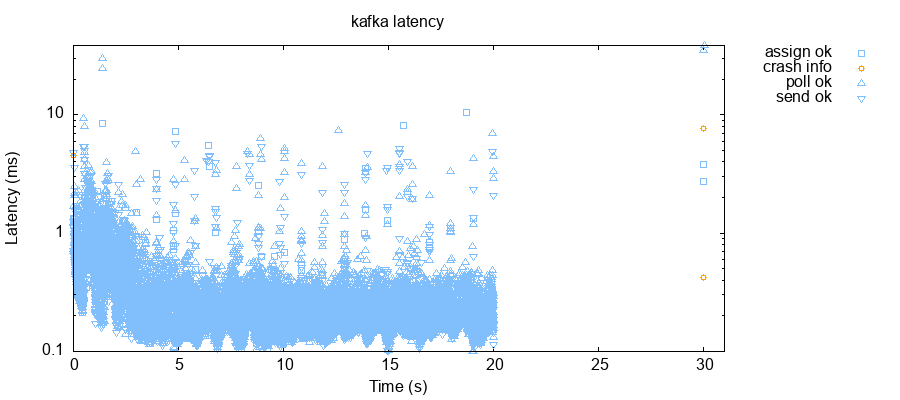 kafka latency
assign ok
crash info
poll ok
send ok
10
1
0.1
Latency (ms)
0 5 10 15 20 25 30
Time (s)